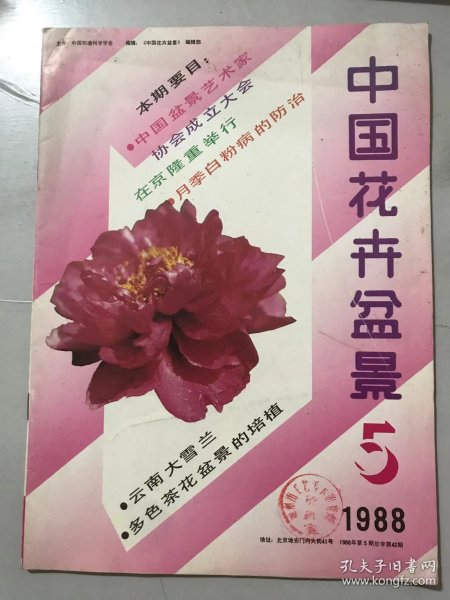 主办:中国环境科学学会 编辑:《中国花卉盆景》编辑部
本期要目:
•中国盆景艺术家
协会成立大会
在京隆重举行
•月季白粉病的防治
中国花卉盆景
5
•云南大雪兰
•多色茶花盆景的培植
1988
地址:北京地安门内大街41号 1988年第5期总字第42期
孔夫子旧书网
kongfz.com